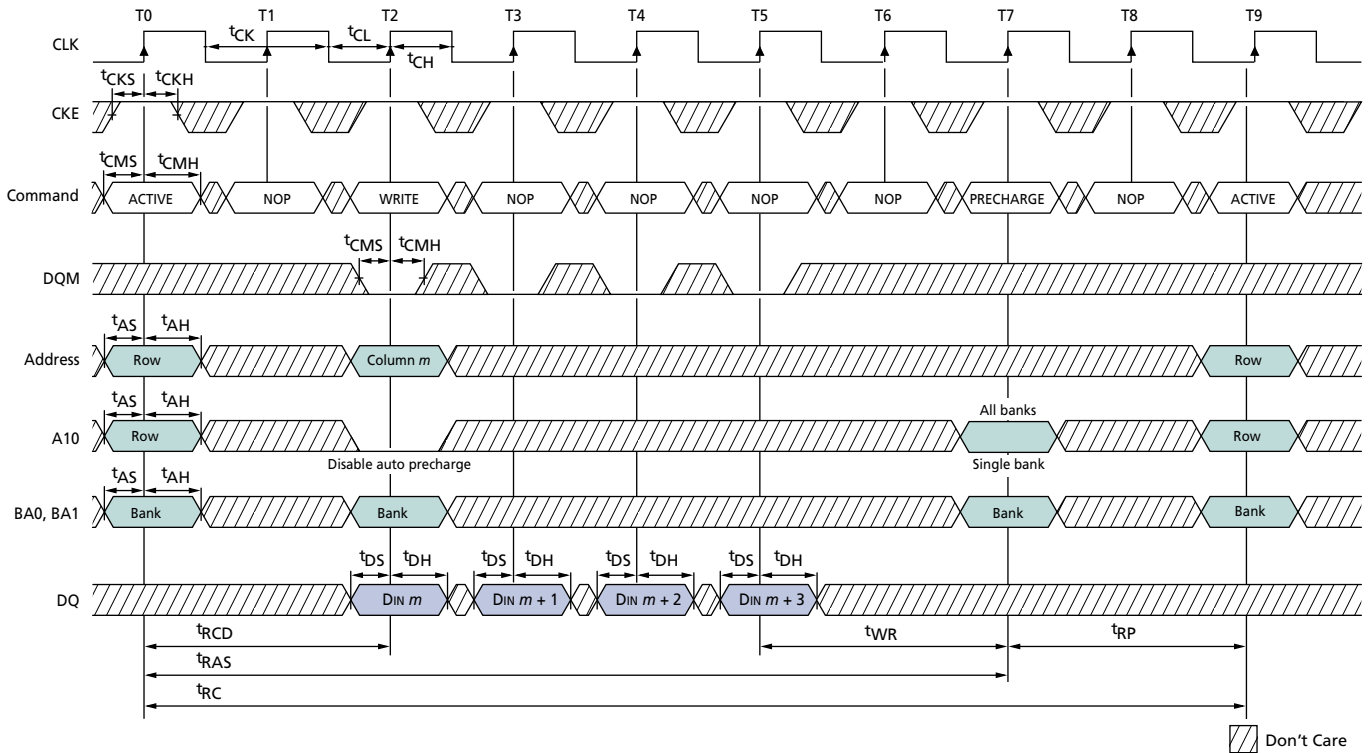 T0 T1 T2 T3 T4 T5 T6 T7 T8 T9
CLK
tCK tCL
tCH
tCKS tCKH
CKE
tCMS tCMH
Command ACTIVE NOP WRITE NOP NOP NOP NOP PRECHARGE NOP ACTIVE
tCMS tCMH
DQM
tAS tAH
Address Row Column m Row
tAS tAH All banks
A10 Row Row
Disable auto precharge Single bank
tAS tAH
BA0, BA1 Bank Bank Bank Bank
tDS tDH tDS tDH tDS tDH tDS tDH
DQ DIN m DIN m + 1 DIN m + 2 DIN m + 3
tRCD tWR tRP
tRAS
tRC
Don't Care